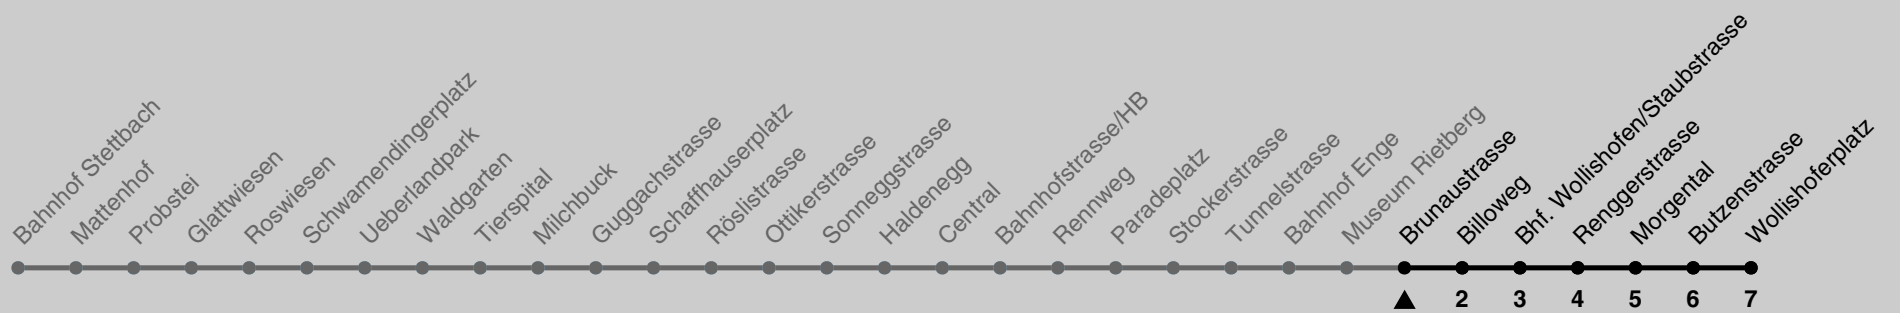 Bahnhof Stettbach
Mattenhof
Probstei
Glattwiesen
Roswiesen
Schwamendingerplatz
Ueberlandpark
Waldgarten
Tierspital
Milchbuck
Guggachstrasse
Schaffhauserplatz
Röslistrasse
Ottikerstrasse
Sonneggstrasse
Haldenegg
Central
Bahnhofstrasse/HB
Rennweg
Paradeplatz
Stockerstrasse
Tunnelstrasse
Bahnhof Enge
Museum Rietberg
Brunaustrasse
Billoweg
Bhf. Wollishofen/Staubstrasse
Renggerstrasse
Morgental
Butzenstrasse
Wollishoferplatz
2 3 4 5 6 7